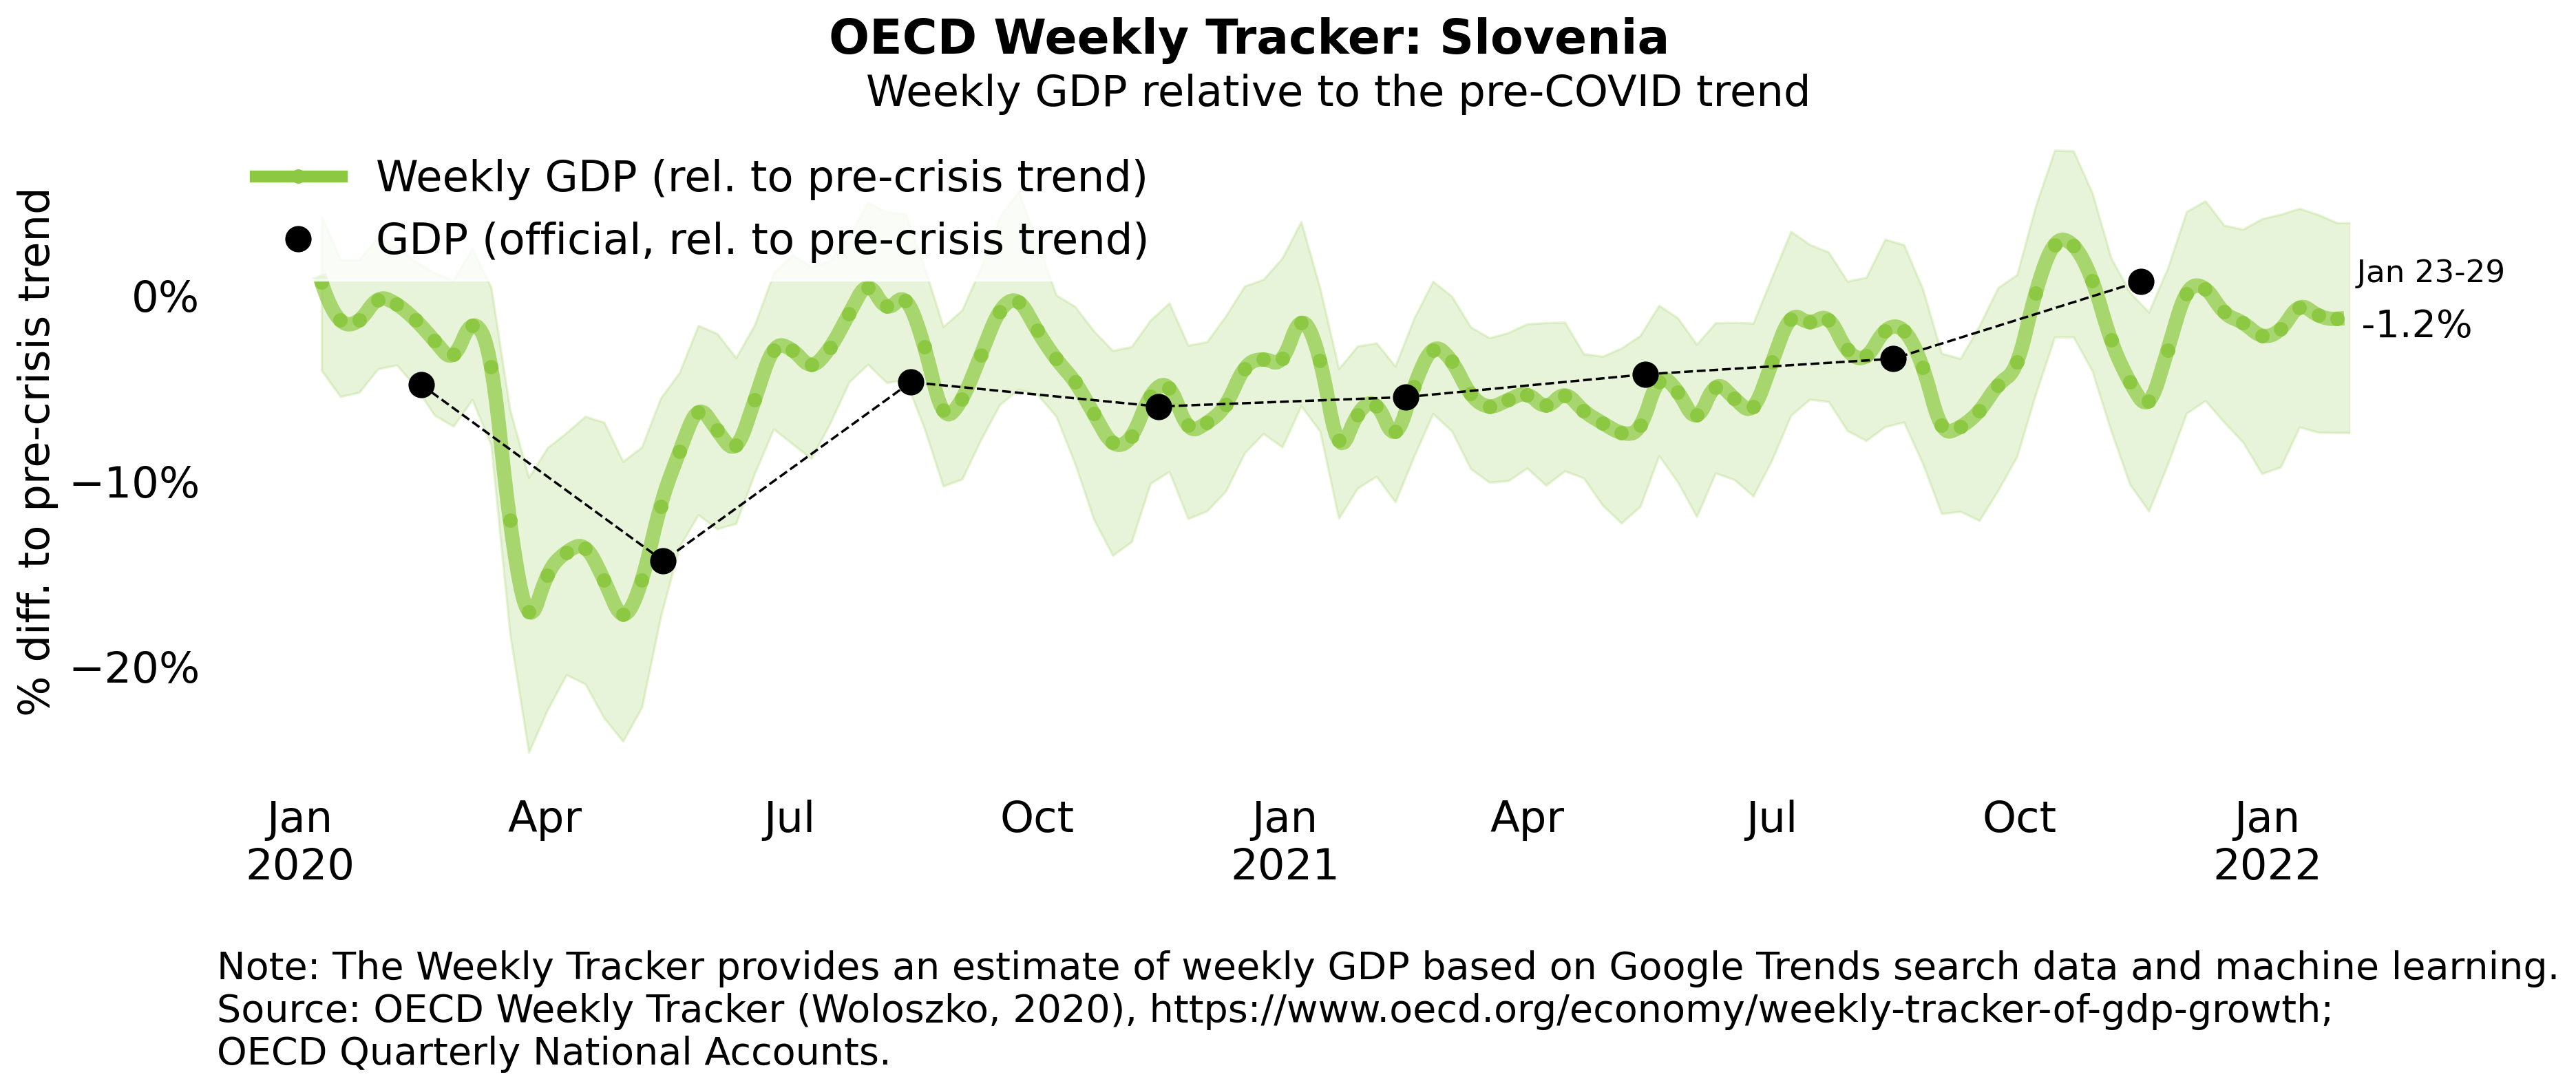 OECD Weekly Tracker: Slovenia
Weekly GDP relative to the pre-COVID trend
Weekly GDP (rel. to pre-crisis trend)
GDP (official, rel. to pre-crisis trend)
% diff. to pre-crisis trend
0%
−10%
−20%
Jan 23-29
-1.2%
Jan Apr Jul Oct Jan Apr Jul Oct Jan
2020 2021 2022
Note: The Weekly Tracker provides an estimate of weekly GDP based on Google Trends search data and machine learning.
Source: OECD Weekly Tracker (Woloszko, 2020), https://www.oecd.org/economy/weekly-tracker-of-gdp-growth;
OECD Quarterly National Accounts.